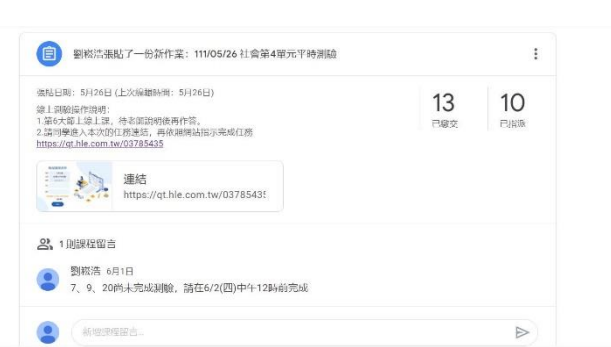 劉崧浩張貼了一份新作業：111/05/26 社會第4單元平時測驗
張貼日期：5月26日 (上次編輯時間：5月26日)
線上測驗操作說明：
1.第6大節上線上課，待老師說明後再作答。
2.請同學進入本次的任務連結，再依照網站指示完成任務
https://qt.hle.com.tw/03785435
13
已繳交
10
已指派
連結
https://qt.hle.com.tw/03785435
1 則課程留言
劉崧浩 6月1日
7、9、20尚未完成測驗，請在6/2(四)中午12時前完成
新增課程留言...